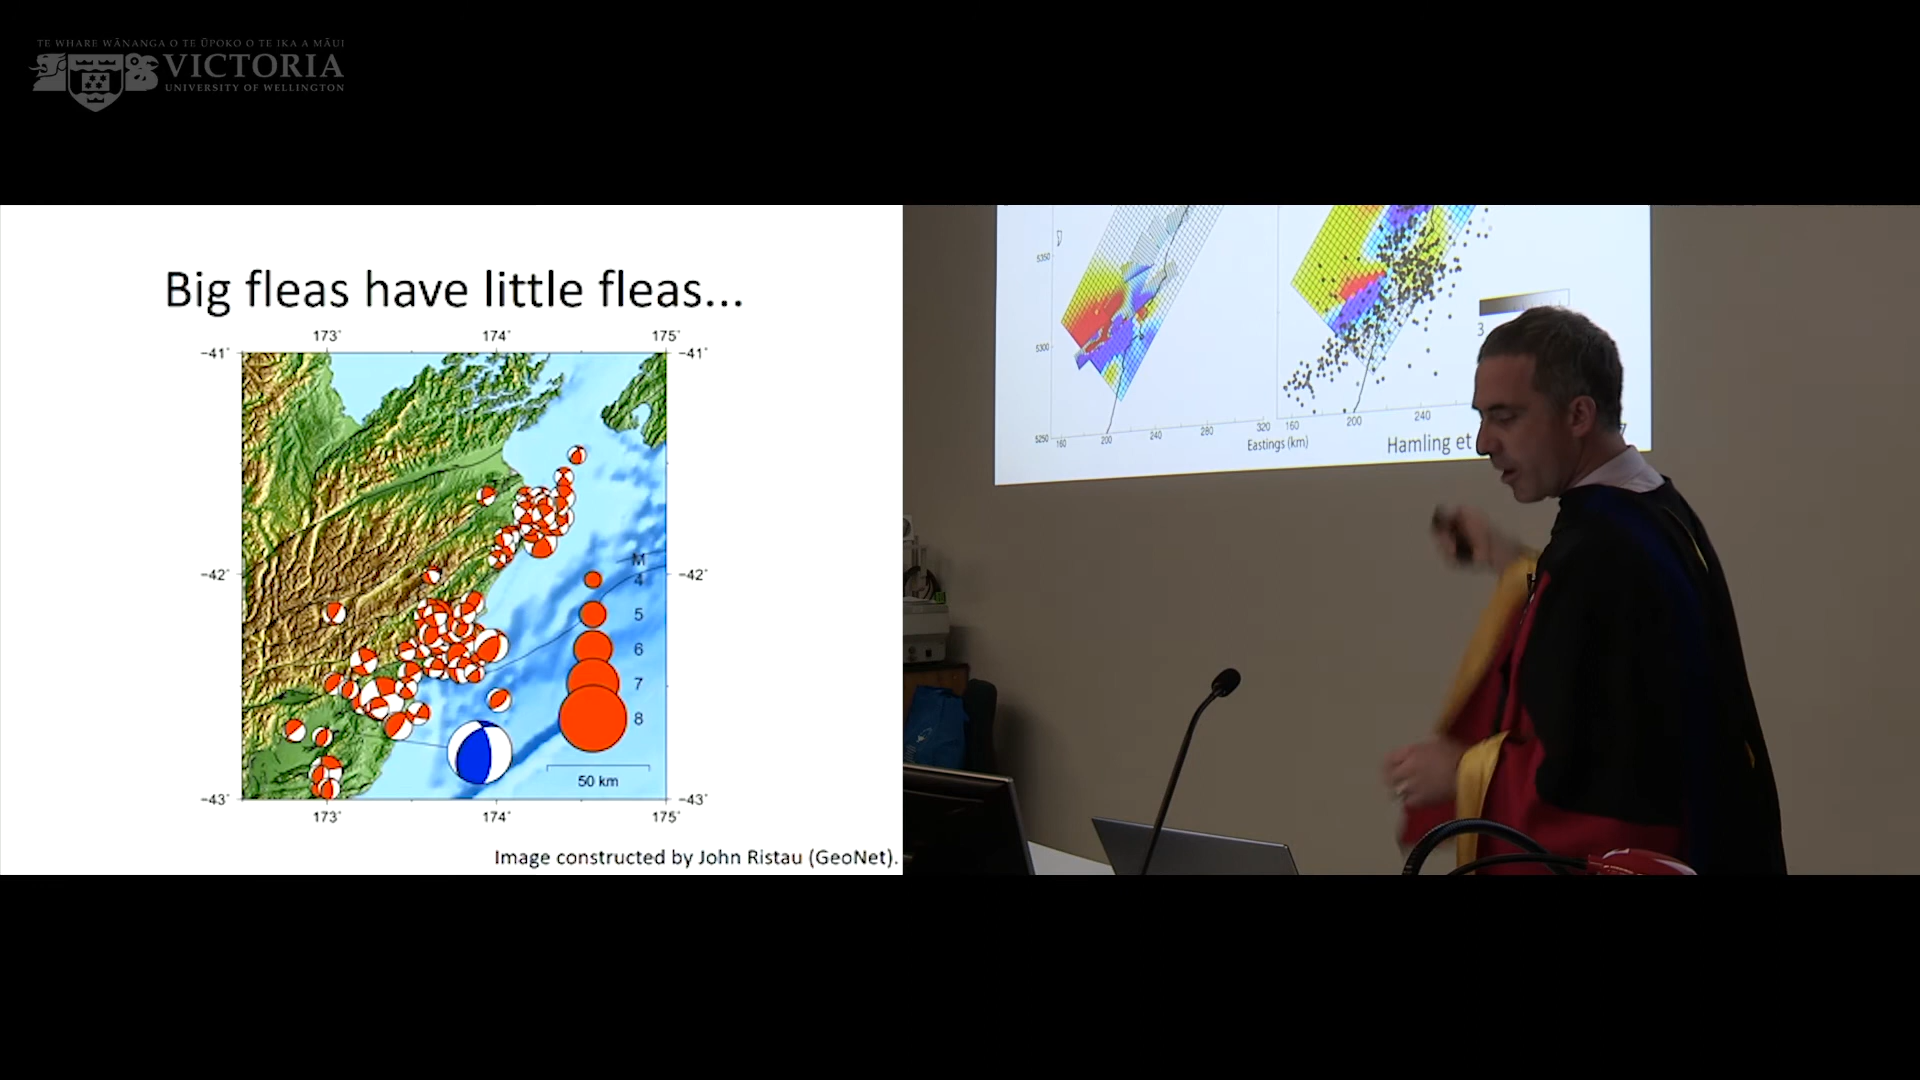 TE WHARE WĀNANGA O TE ŪPOKO O TE IKA A MĀUI
VICTORIA
UNIVERSITY OF WELLINGTON
Big fleas have little fleas...
173˚ 174˚ 175˚
−41˚ −41˚
M
4
−42˚ −42˚
5
6
7
8
50 km
−43˚ −43˚
173˚ 174˚ 175˚
Image constructed by John Ristau (GeoNet).
5350
5300
5250
160 200 240 280 320
Eastings (km)
160 200 240
3
Hamling et